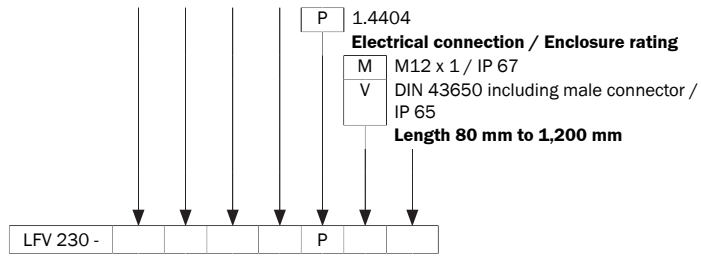 P 1.4404
Electrical connection / Enclosure rating
M M12 x 1 / IP 67
V DIN 43650 including male connector /
IP 65
Length 80 mm to 1,200 mm
LFV 230 - P